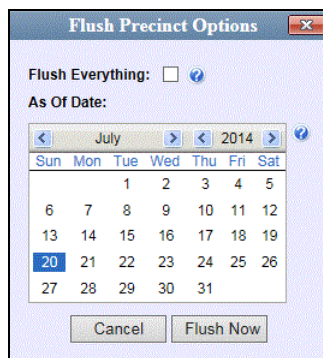 Flush Precinct Options
Flush Everything:
As Of Date:
July 2014
Sun Mon Tue Wed Thu Fri Sat
1 2 3 4 5
6 7 8 9 10 11 12
13 14 15 16 17 18 19
20 21 22 23 24 25 26
27 28 29 30 31
Cancel Flush Now